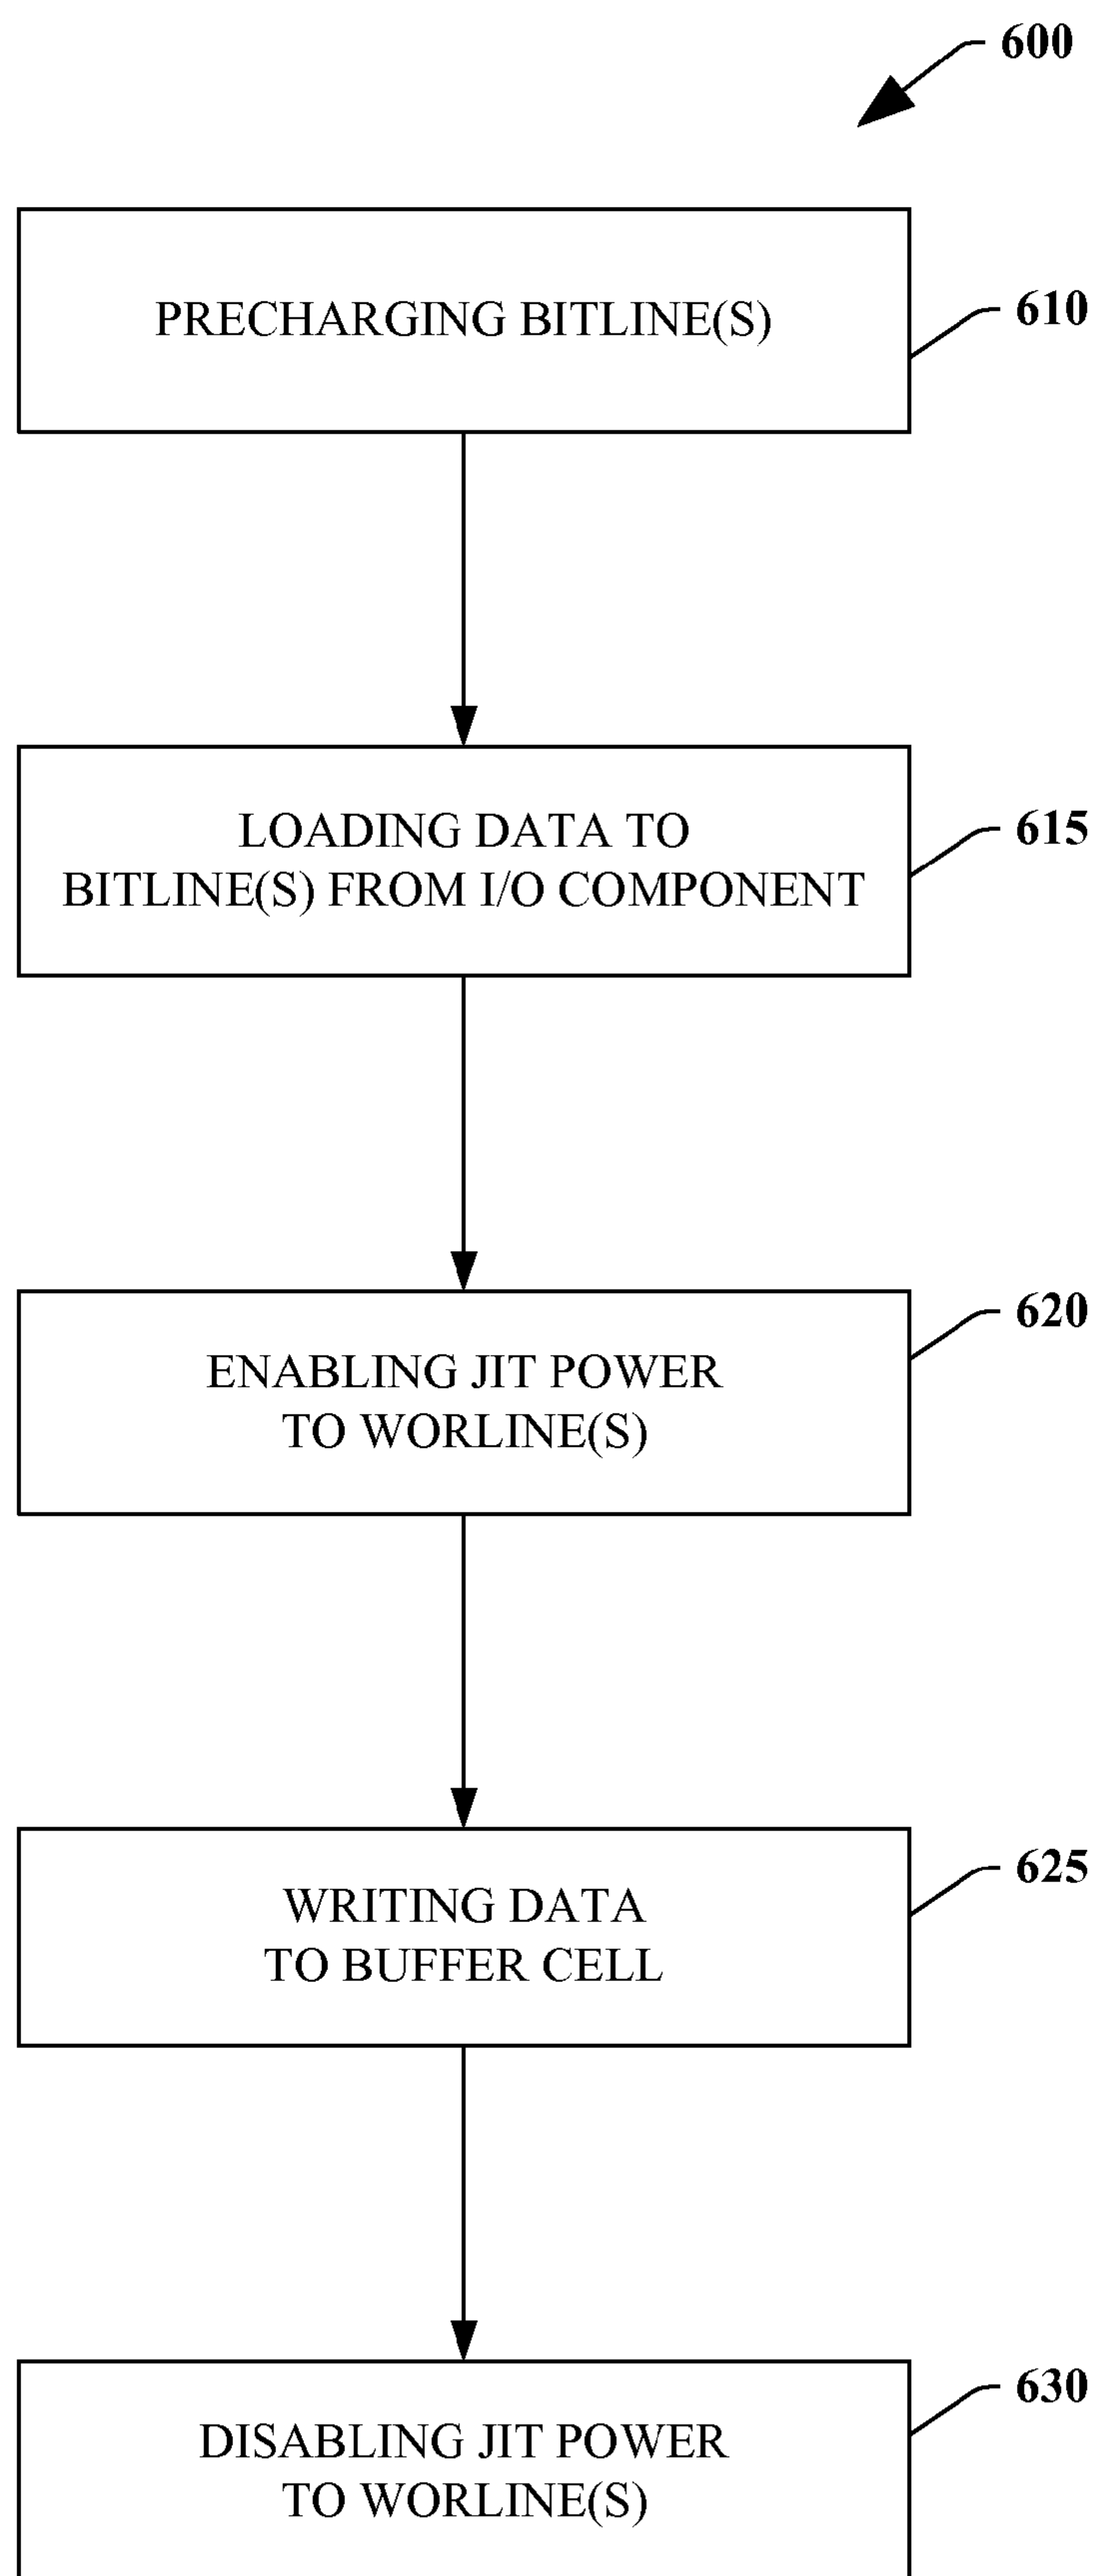 600
PRECHARGING BITLINE(S)
610
LOADING DATA TO
BITLINE(S) FROM I/O COMPONENT
615
ENABLING JIT POWER
TO WORLINE(S)
620
WRITING DATA
TO BUFFER CELL
625
DISABLING JIT POWER
TO WORLINE(S)
630